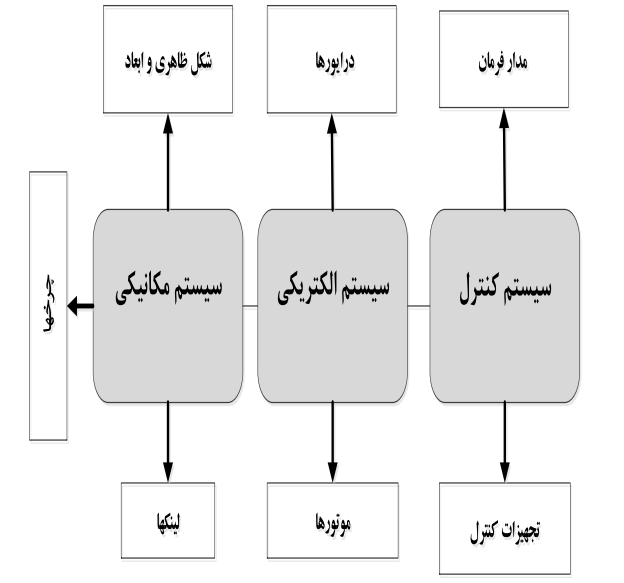 مدار فرمان
درایورها
شکل ظاهری و ابعاد
سیستم کنترل
سیستم الکتریکی
سیستم مکانیکی
چرخها
تجهیزات کنترل
موتورها
لینکها